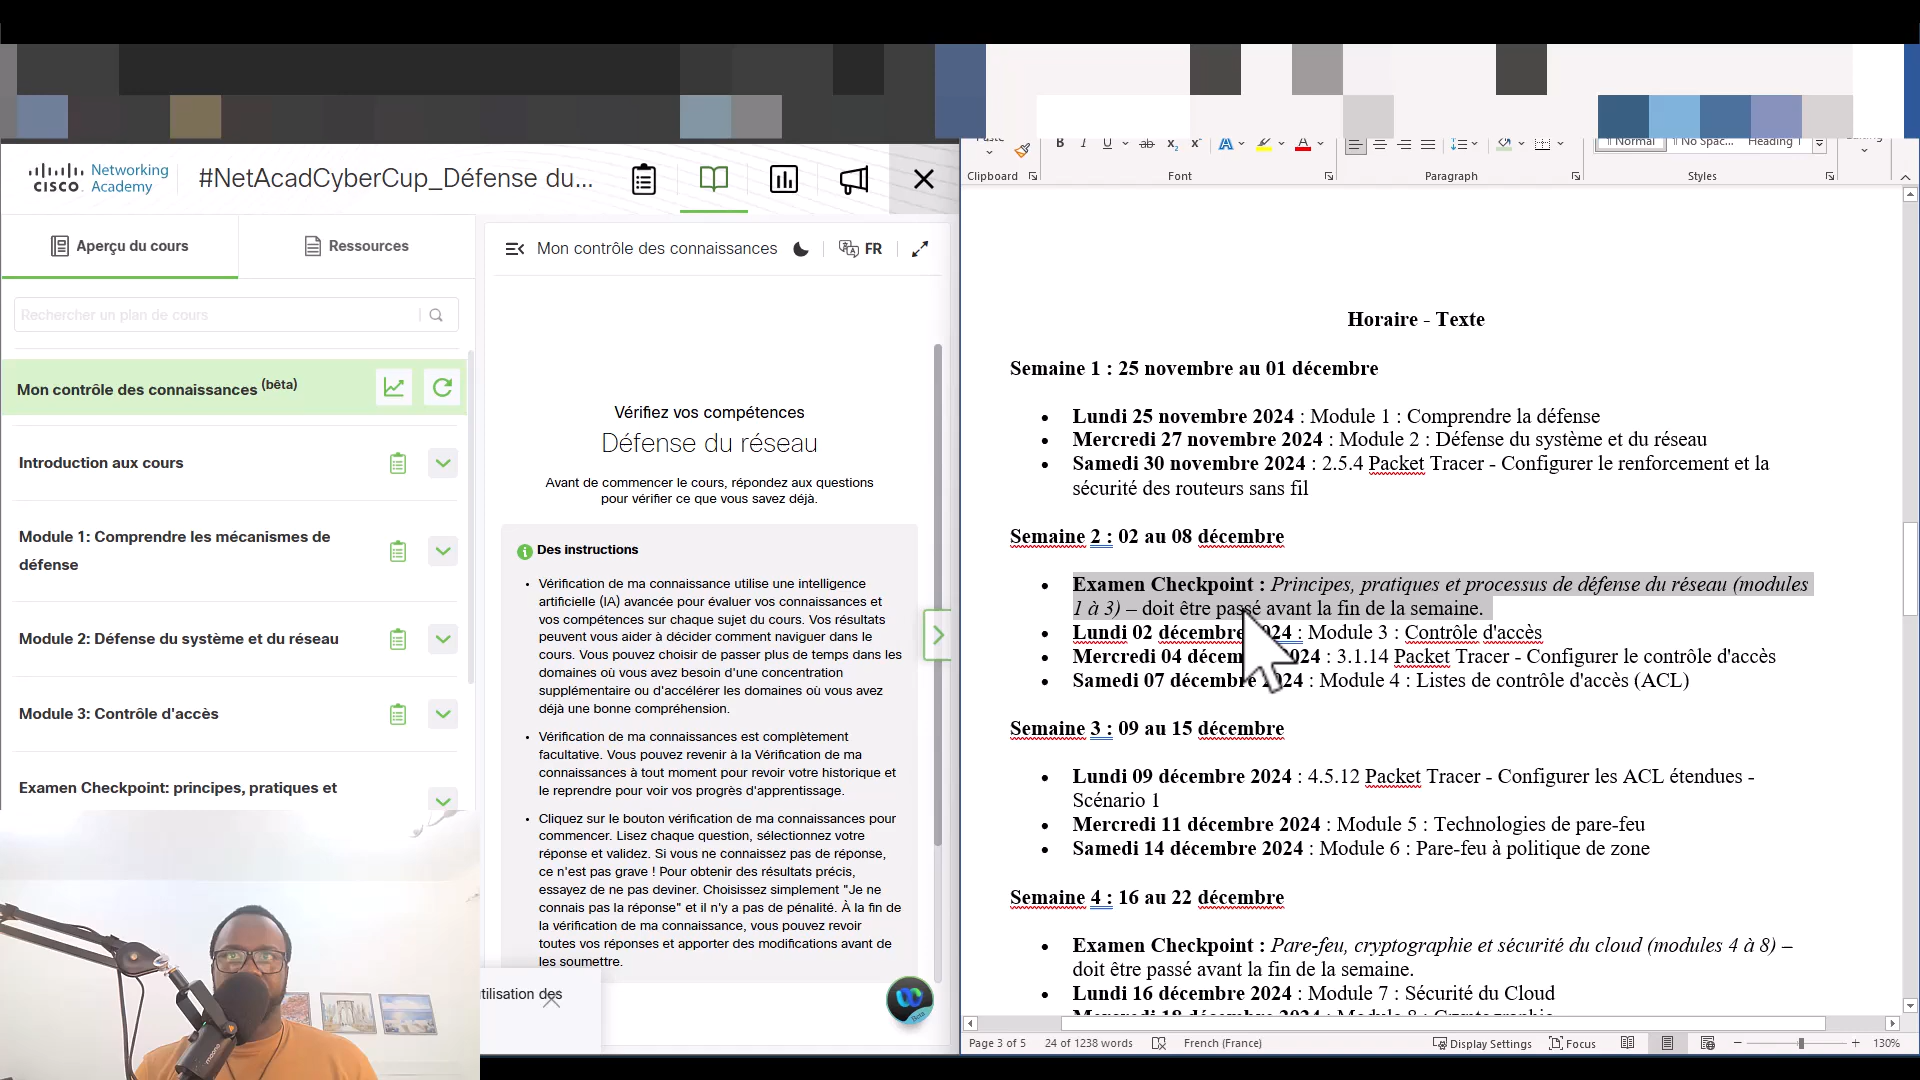 Networking
Academy
CISCO
#NetAcadCyberCup_Défense du...
Aperçu du cours
Ressources
Rechercher un plan de cours
Mon contrôle des connaissances (bêta)
Introduction aux cours
Module 1: Comprendre les mécanismes de
défense
Module 2: Défense du système et du réseau
Module 3: Contrôle d'accès
Examen Checkpoint: principes, pratiques et
Mon contrôle des connaissances
FR
Vérifiez vos compétences
Défense du réseau
Avant de commencer le cours, répondez aux questions
pour vérifier ce que vous savez déjà.
Des instructions
• Vérification de ma connaissance utilise une intelligence
artificielle (IA) avancée pour évaluer vos connaissances et
vos compétences sur chaque sujet du cours. Vos résultats
peuvent vous aider à décider comment naviguer dans le
cours. Vous pouvez choisir de passer plus de temps dans les
domaines où vous avez besoin d'une concentration
supplémentaire ou d'accélérer les domaines où vous avez
déjà une bonne compréhension.
• Vérification de ma connaissances est complètement
facultative. Vous pouvez revenir à la Vérification de ma
connaissances à tout moment pour revoir votre historique et
le reprendre pour voir vos progrès d'apprentissage.
• Cliquez sur le bouton vérification de ma connaissances pour
commencer. Lisez chaque question, sélectionnez votre
réponse et validez. Si vous ne connaissez pas de réponse,
ce n'est pas grave ! Pour obtenir des résultats précis,
essayez de ne pas deviner. Choisissez simplement "Je ne
connais pas la réponse" et il n'y a pas de pénalité. À la fin de
la vérification de ma connaissance, vous pouvez revoir
toutes vos réponses et apporter des modifications avant de
les soumettre.
utilisation des
Beta
Normal
No Spac...
Heading 1
Clipboard
Font
Paragraph
Styles
Horaire - Texte
Semaine 1 : 25 novembre au 01 décembre
• Lundi 25 novembre 2024 : Module 1 : Comprendre la défense
• Mercredi 27 novembre 2024 : Module 2 : Défense du système et du réseau
• Samedi 30 novembre 2024 : 2.5.4 Packet Tracer - Configurer le renforcement et la
sécurité des routeurs sans fil
Semaine 2 : 02 au 08 décembre
• Examen Checkpoint : Principes, pratiques et processus de défense du réseau (modules
1 à 3) – doit être passé avant la fin de la semaine.
• Lundi 02 décembre 2024 : Module 3 : Contrôle d'accès
• Mercredi 04 décembre 2024 : 3.1.14 Packet Tracer - Configurer le contrôle d'accès
• Samedi 07 décembre 2024 : Module 4 : Listes de contrôle d'accès (ACL)
Semaine 3 : 09 au 15 décembre
• Lundi 09 décembre 2024 : 4.5.12 Packet Tracer - Configurer les ACL étendues -
Scénario 1
• Mercredi 11 décembre 2024 : Module 5 : Technologies de pare-feu
• Samedi 14 décembre 2024 : Module 6 : Pare-feu à politique de zone
Semaine 4 : 16 au 22 décembre
• Examen Checkpoint : Pare-feu, cryptographie et sécurité du cloud (modules 4 à 8) –
doit être passé avant la fin de la semaine.
• Lundi 16 décembre 2024 : Module 7 : Sécurité du Cloud
• Mercredi 18 décembre 2024 : Module 8 : Cryptographie
Page 3 of 5
24 of 1238 words
French (France)
Display Settings
Focus
130%